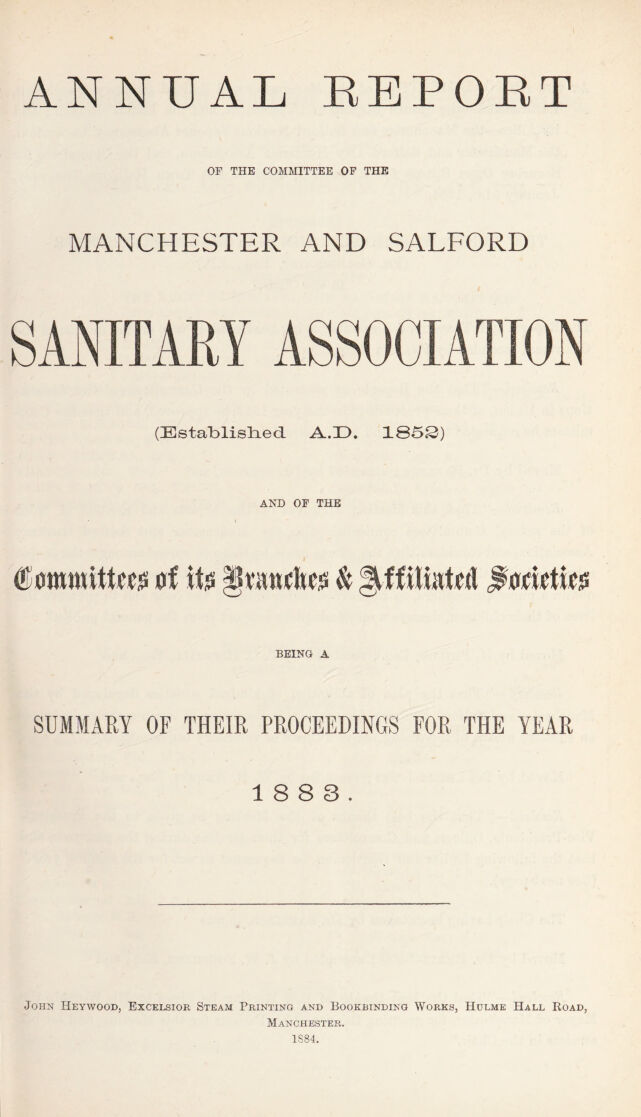 ANNUAL REPORT
OF THE COMMITTEE OF THE
MANCHESTER AND SALFORD
SANITARY ASSOCIATION
(Established A.D. 1852)
AND OF THE
Committees of its Branches & Affiliated Societies
BEING A
SUMMARY OF THEIR PROCEEDINGS FOR THE YEAR
1883.
JOHN HEYWOOD, EXCELSIOR STEAM PRINTING AND BOOKBINDING WORKS, HULME HALL ROAD,
MANCHESTER.
1884.